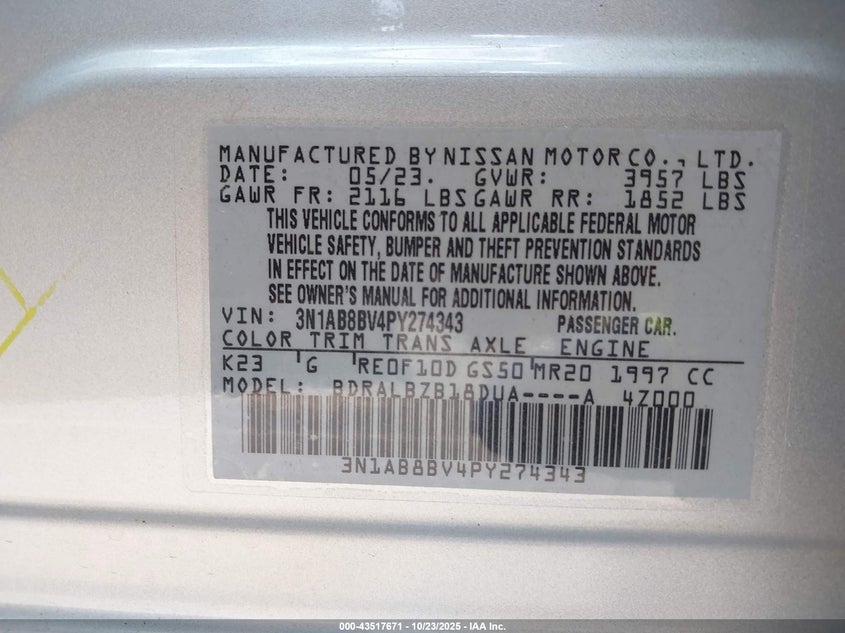 MANUFACTURED BY NISSAN MOTOR CO., LTD.
DATE: 05/23. GVWR: 3957 LBS
GAWR FR: 2116 LBS GAWR RR: 1852 LBS
THIS VEHICLE CONFORMS TO ALL APPLICABLE FEDERAL MOTOR
VEHICLE SAFETY, BUMPER AND THEFT PREVENTION STANDARDS
IN EFFECT ON THE DATE OF MANUFACTURE SHOWN ABOVE.
SEE OWNER'S MANUAL FOR ADDITIONAL INFORMATION.
VIN: 3N1AB8BV4PY274343 PASSENGER CAR.
COLOR TRIM TRANS AXLE ENGINE
K23 G RE0F10D GS50 MR20 1997 CC
MODEL: BDRALBZB18DUA----A 4Z000
3N1AB8BV4PY274343
000-43517671 - 10/23/2025 - IAA Inc.